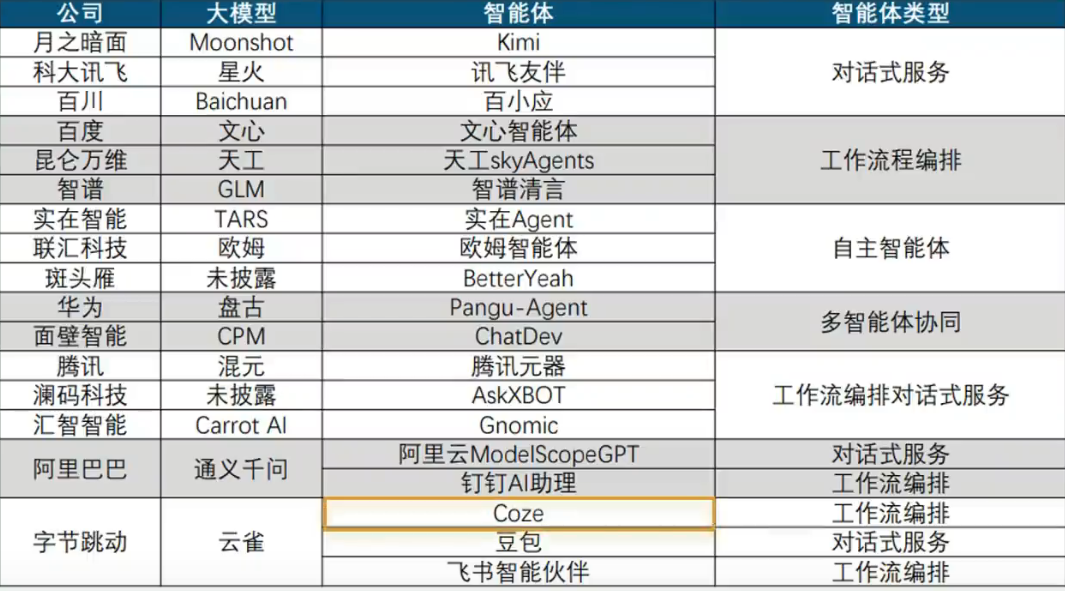 公司 大模型 智能体 智能体类型
月之暗面 Moonshot Kimi
科大讯飞 星火 讯飞友伴 对话式服务
百川 Baichuan 百小应
百度 文心 文心智能体
昆仑万维 天工 天工skyAgents 工作流程编排
智谱 GLM 智谱清言
实在智能 TARS 实在Agent
联汇科技 欧姆 欧姆智能体 自主智能体
斑头雁 未披露 BetterYeah
华为 盘古 Pangu-Agent 多智能体协同
面壁智能 CPM ChatDev
腾讯 混元 腾讯元器
澜码科技 未披露 AskXBOT 工作流编排对话式服务
汇智智能 Carrot AI Gnomic
阿里巴巴 通义千问 阿里云ModelScopeGPT 对话式服务
钉钉AI助理 工作流编排
Coze 工作流编排
字节跳动 云雀 豆包 对话式服务
飞书智能伙伴 工作流编排